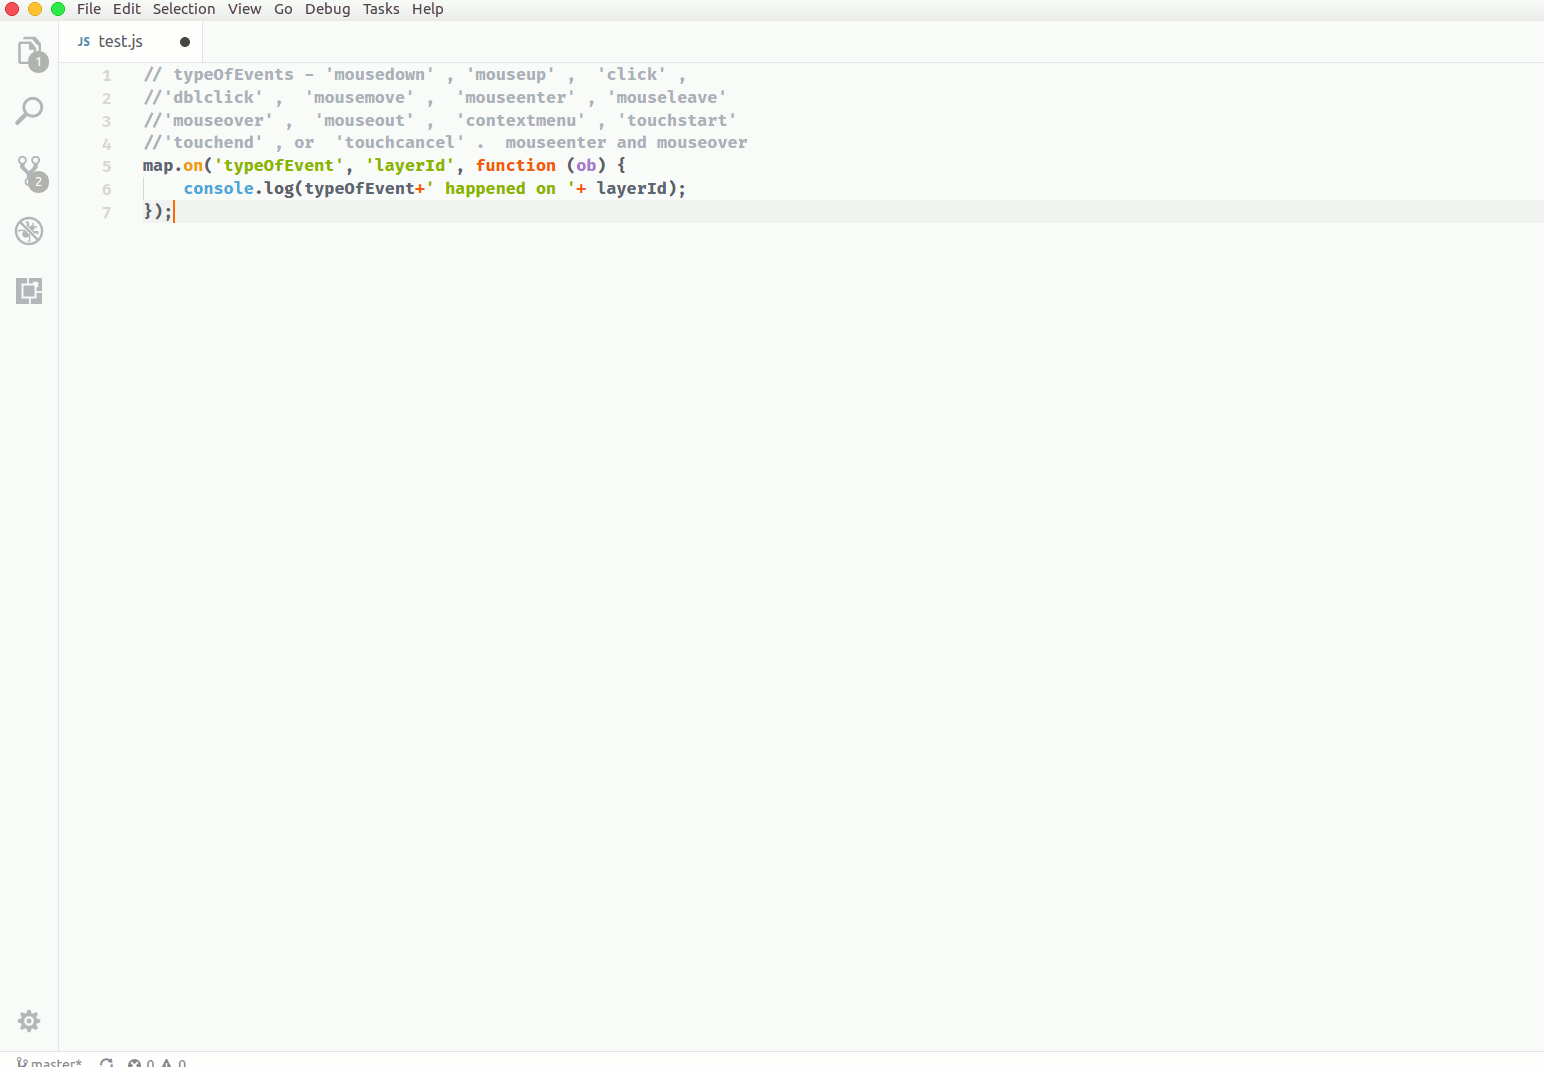 File Edit Selection View Go Debug Tasks Help
JS test.js
1
2
1 // typeOfEvents - 'mousedown' , 'mouseup' ,  'click' ,
2 //'dblclick' ,  'mousemove' ,  'mouseenter' , 'mouseleave'
3 //'mouseover' ,  'mouseout' ,  'contextmenu' , 'touchstart'
4 //'touchend' , or  'touchcancel' .  mouseenter and mouseover
5 map.on('typeOfEvent', 'layerId', function (ob) {
6     console.log(typeOfEvent+' happened on '+ layerId);
7 });
master* 0 0